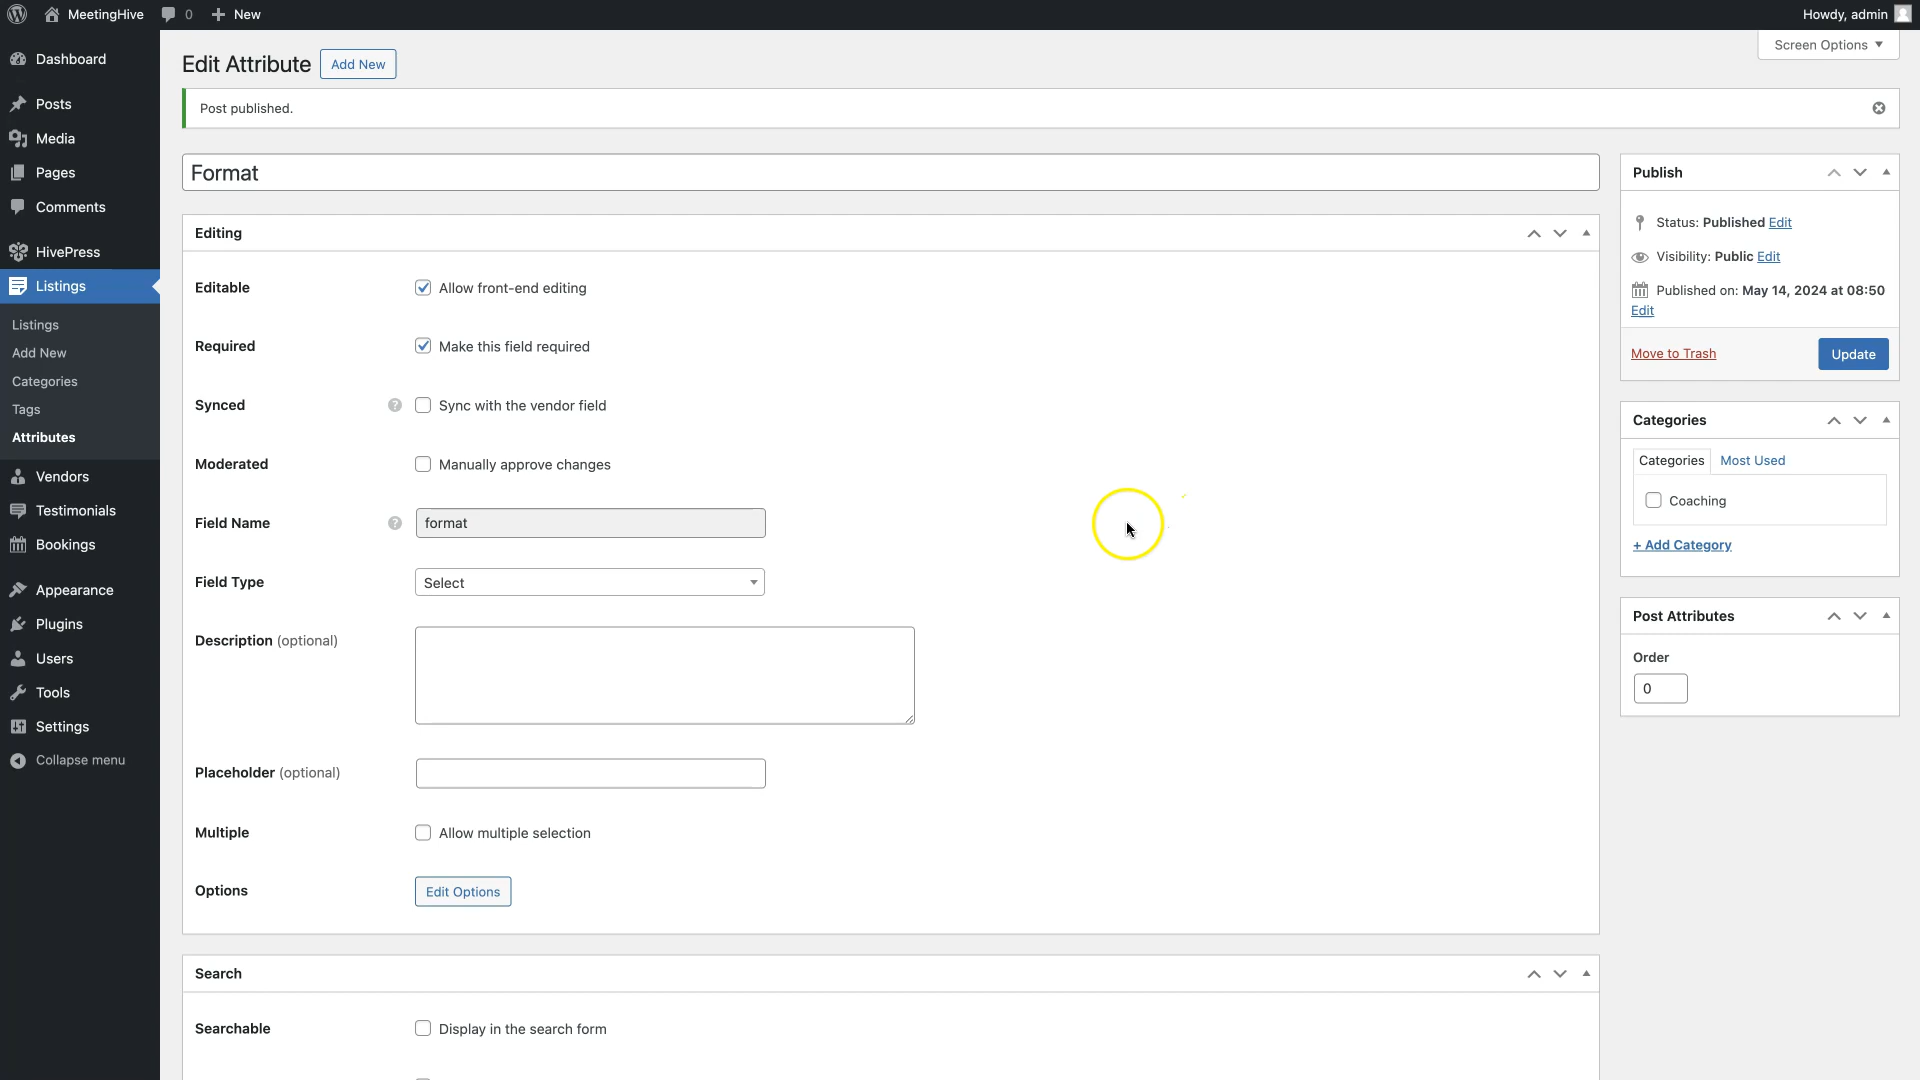 MeetingHive
0
New
Howdy, admin
Dashboard
Posts
Media
Pages
Comments
HivePress
Listings
Listings
Add New
Categories
Tags
Attributes
Vendors
Testimonials
Bookings
Appearance
Plugins
Users
Tools
Settings
Collapse menu
Screen Options
Edit Attribute
Add New
Post published.
Format
Editing
Editable
Allow front-end editing
Required
Make this field required
Synced
?
Sync with the vendor field
Moderated
Manually approve changes
Field Name
?
format
Field Type
Select
Description (optional)
Placeholder (optional)
Multiple
Allow multiple selection
Options
Edit Options
Search
Searchable
Display in the search form
Publish
Status: Published Edit
Visibility: Public Edit
Published on: May 14, 2024 at 08:50
Edit
Move to Trash
Update
Categories
Categories
Most Used
Coaching
+ Add Category
Post Attributes
Order
0